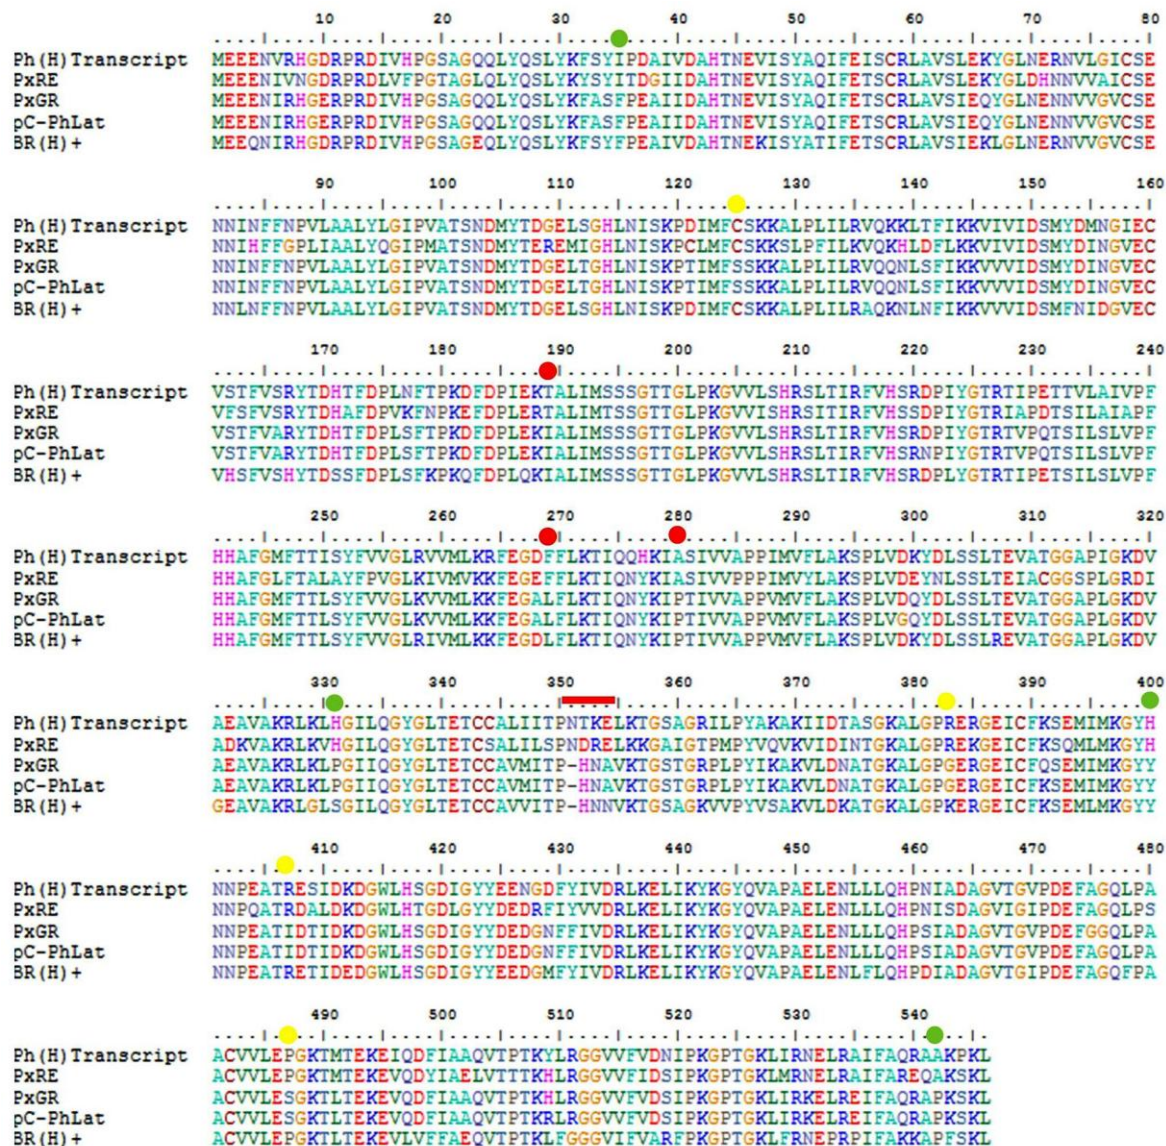 10 20 30 40 50 60 70 80
Ph(H)Transcript MEEENVRHGDRPRDIVHPGSAGQQLYQSLYKFSYIPDAIVDAHTNEVISYAQIFEISCRLAVSLEKYGLNERNVLGICSE
PxRE MEEENIVNGDRPRDLVFPGTAGLQLYQSLYKYSYITDGIIDAHTNEVISYAQIFETSCRLAVSLEKYGLDHNNVVAICSE
PxGR MEEENIRHGERPRDIVHPGSAGQQLYQSLYKFASFPEAIIDAHTNEVISYAQIFETSCRLAVSIEQYGLNENNVVGVCSE
pC-PhLat MEEENIRHGERPRDIVHPGSAGQQLYQSLYKFASFPEAIIDAHTNEVISYAQIFETSCRLAVSIEQYGLNENNVVGVCSE
BR(H)+ MEEQNIRHGDRPRDIVHPGSAGEQLYQSLYKFSYFPEAIVDAHTNEKISYATIFETSCRLAVSIEKLGLNERNVVGVCSE
90 100 110 120 130 140 150 160
Ph(H)Transcript NNINFFNPVLAALYLGIPVATSNDMYTDGELSGHLNISKPDIMFCSKKALPLILRVQKKLTFIKKVIVIDSMYDMNGIEC
PxRE NNIHFFGPLIAALYQGIPMATSNDMYTEREMIGHLNISKPCLMFCSKKSLPFILKVQKHLDFLKKVIVIDSMYDINGVEC
PxGR NNINFFNPVLAALYLGIPVATSNDMYTDGELTGHLNISKPTIMFSSKKALPLILRVQQNLSFIKKVVVIDSMYDINGVEC
pC-PhLat NNINFFNPVLAALYLGIPVATSNDMYTDGELTGHLNISKPTIMFSSKKALPLILRVQQNLSFIKKVVVIDSMYDINGVEC
BR(H)+ NNLNFFNPVLAALYLGIPVATSNDMYTDGELSGHLNISKPDIMFCSKKALPLILRAQKNLNFIKKVVVIDSMFNIDGVEC
170 180 190 200 210 220 230 240
Ph(H)Transcript VSTFVSRYTDHTFDPLNFTPKDFDPIEKTALIMSSSGTTGLPKGVVLSHRSLTIRFVHSRDPIYGTRTIPETTVLAIVPF
PxRE VFSFVSRYTDHAFDPVKFNPKEFDPLERTALIMTSSGTTGLPKGVVISHRSITIRFVHSSDPIYGTRIAPDTSILAIAPF
PxGR VSTFVARYTDHTFDPLSFTPKDFDPLEKIALIMSSSGTTGLPKGVVLSHRSLTIRFVHSRDPIYGTRTVPQTSILSLVPF
pC-PhLat VSTFVARYTDHTFDPLSFTPKDFDPLEKIALIMSSSGTTGLPKGVVLSHRSLTIRFVHSRNPIYGTRTVPQTSILSLVPF
BR(H)+ VHSFVSHYTDSSFDPLSFKPKQFDPLQKIALIMSSSGTTGLPKGVVLSHRSLTIRFVHSRDPLYGTRTIPETSILSLVPF
250 260 270 280 290 300 310 320
Ph(H)Transcript HHAFGMFTTISYFVVGLRVVMLKRFEGDFFLKTIQQHKIASIVVAPPIMVFLAKSPLVDKYDLSSLTEVATGGAPIGKDV
PxRE HHAFGLFTALAYFPVGLKIVMVKKFEGEFFLKTIQNYKIASIVVPPPIMVYLAKSPLVDEYNLSSLTEIACGGSPLGRDI
PxGR HHAFGMFTTLSYFVVGLKVVMLKKFEGALFLKTIQNYKIPTIVVAPPVMVFLAKSPLVDQYDLSSLTEVATGGAPLGKDV
pC-PhLat HHAFGMFTTLSYFVVGLKVVMLKKFEGALFLKTIQNYKIPTIVVAPPVMVFLAKSPLVGQYDLSSLTEVATGGAPLGKDV
BR(H)+ HHAFGMFTTLSYFVVGLRIVMLKKFEGDLFLKTIQNYKIPTIVVAPPVMVFLAKSPLVDKYDLSSLREVATGGAPLGKDV
330 340 350 360 370 380 390 400
Ph(H)Transcript AEAVAKRLKLHGILQGYGLTETCCALIITPNTKELKTGSAGRILPYAKAKIIDTASGKALGPRERGEICFKSEMIMKGYH
PxRE ADKVAKRLKVHGILQGYGLTETCSALILSPNDRELKKGAIGTPMPYVQVKVIDINTGKALGPREKGEICFKSQMLMKGYH
PxGR AEAVAKRLKLPGIIQGYGLTETCCAVMITP-HNAVKTGSTGRPLPYIKAKVLDNATGKALGPGERGEICFQSEMIMKGYY
pC-PhLat AEAVAKRLKLPGIIQGYGLTETCCAVMITP-HNAVKTGSTGRPLPYIKAKVLDNATGKALGPGERGEICFKSEMIMKGYY
BR(H)+ GEAVAKRLGLSGILQGYGLTETCCAVVITP-HNNVKTGSAGKVVPYVSAKVLDKATGKALGPKERGEICFKSEMLMKGYY
410 420 430 440 450 460 470 480
Ph(H)Transcript NNPEATRESIDKDGWLHSGDIGYYEENGDFYIVDRLKELIKYKGYQVAPAELENLLLQHPNIADAGVTGVPDEFAGQLPA
PxRE NNPQATRDALDKDGWLHTGDLGYYDEDRFIYVVDRLKELIKYKGYQVAPAELENLLLQHPNISDAGVIGIPDEFAGQLPS
PxGR NNPEATIDTIDKDGWLHSGDIGYYDEDGNFFIVDRLKELIKYKGYQVAPAELENLLLQHPSIADAGVTGVPDEFGGQLPA
pC-PhLat NNPEATIDTIDKDGWLHSGDIGYYDEDGNFFIVDRLKELIKYKGYQVAPAELENLLLQHPSIADAGVTGVPDEFAGQLPA
BR(H)+ NNPEATRETIDEDGWLHSGDIGYYEEDGMFYIVDRLKELIKYKGYQVAPAELENLFLQHPDIADAGVTGIPDEFAGQFPA
490 500 510 520 530 540
Ph(H)Transcript ACVVLEPGKTMTEKEIQDFIAAQVTPTKYLRGGVVFVDNIPKGPTGKLIRNELRAIFAQRAAKPKL
PxRE ACVVLEPGKTMTEKEVQDYIAELVTTTKHLRGGVVFIDSIPKGPTGKLMRNELRAIFAREQAKSKL
PxGR ACVVLESGKTLTEKEVQDFIAAQVTPTKHLRGGVVFVDSIPKGPTGKLIRKELREIFAQRAPKSKL
pC-PhLat ACVVLESGKTLTEKEVQDFIAAQVTPTKRLRGGVVFVDSIPKGPTGKLIRKELREIFAQRAPKSKL
BR(H)+ ACVVLEPGKTLTEKEVLVFFAEQVTPTKLFGGGVIFVARFPKGPTGKLFRNEPRPIFAKKAPFSKL